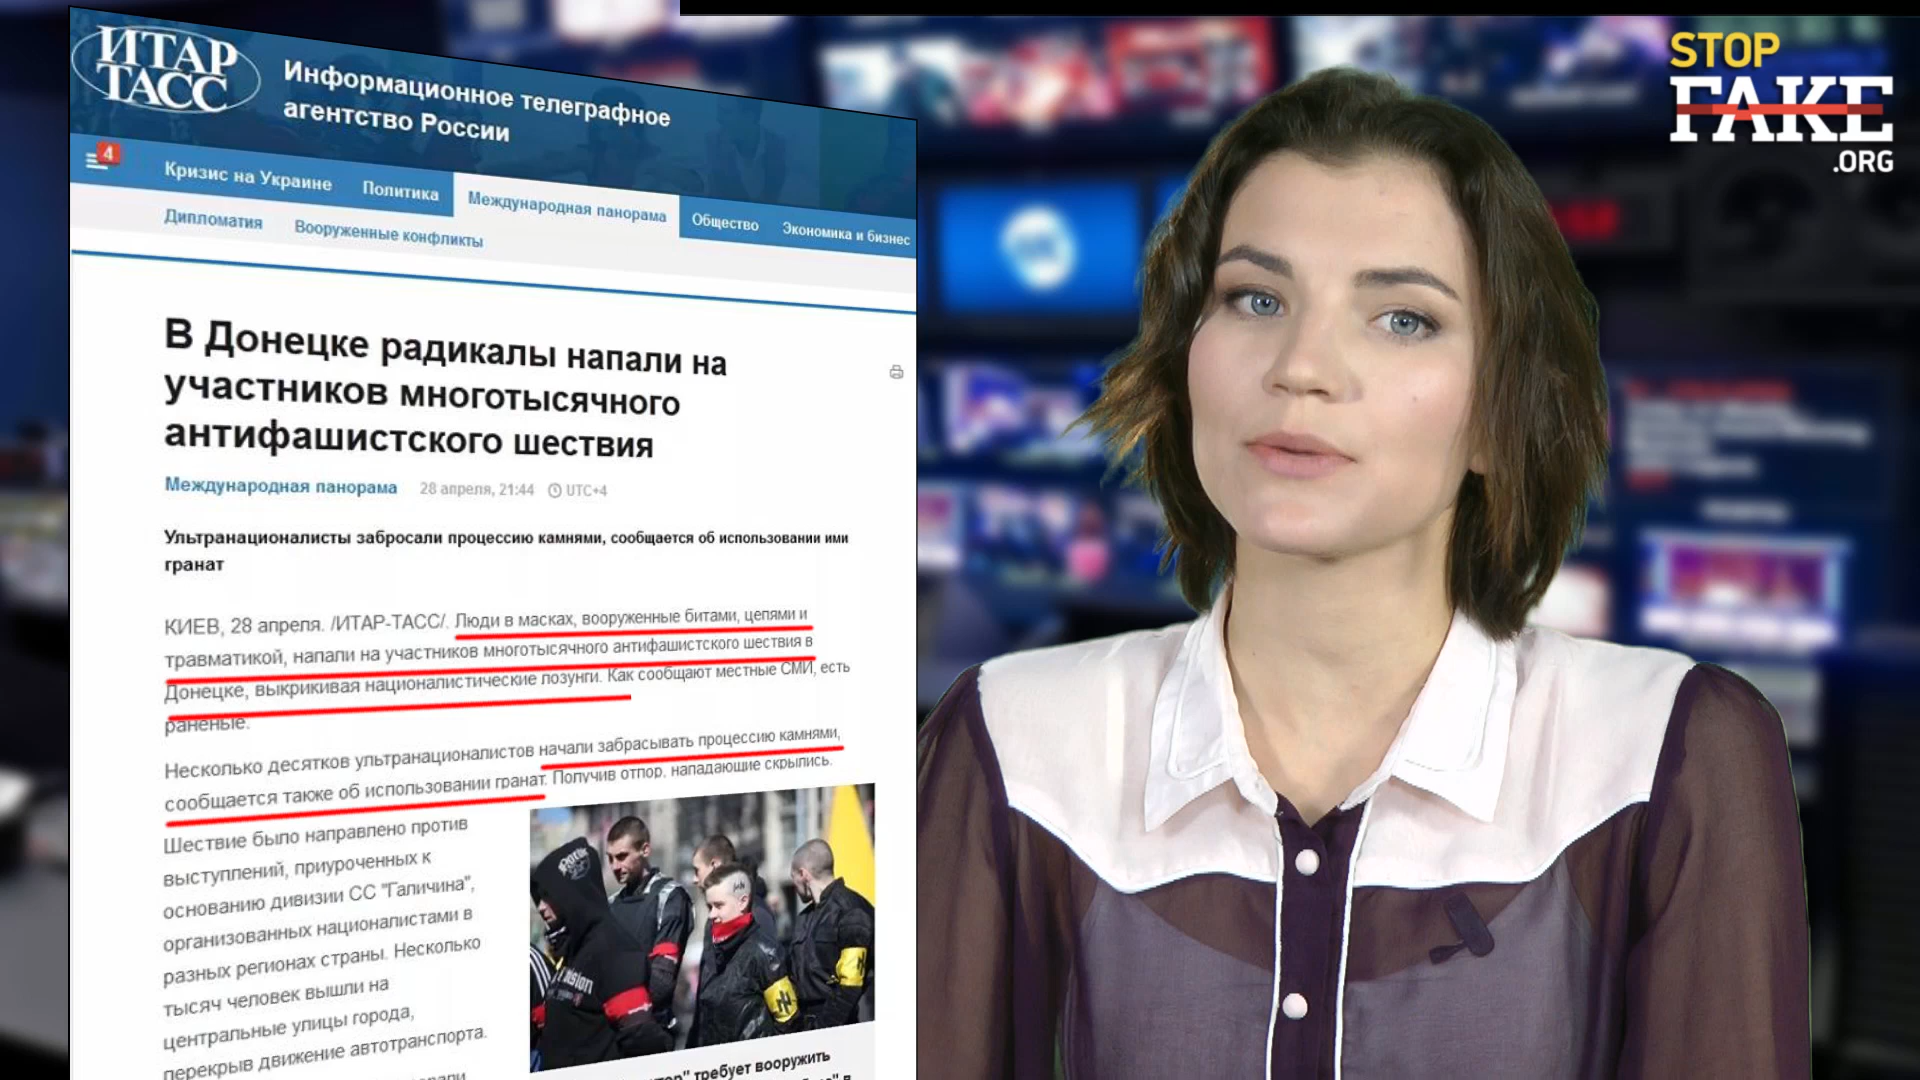 ИТАР
ТАСС
Информационное телеграфное
агентство России
4
Кризис на Украине
Политика
Международная панорама
Общество
Экономика и бизнес
Дипломатия
Вооруженные конфликты
В Донецке радикалы напали на
участников многотысячного
антифашистского шествия
Международная панорама 28 апреля, 21:44 UTC+4
Ультранационалисты забросали процессию камнями, сообщается об использовании ими
гранат
КИЕВ, 28 апреля. /ИТАР-ТАСС/. Люди в масках, вооруженные битами, цепями и
травматикой, напали на участников многотысячного антифашистского шествия в
Донецке, выкрикивая националистические лозунги. Как сообщают местные СМИ, есть
раненые.
Несколько десятков ультранационалистов начали забрасывать процессию камнями,
сообщается также об использовании гранат. Получив отпор, нападающие скрылись.
Шествие было направлено против
выступлений, приуроченных к
основанию дивизии СС "Галичина",
организованных националистами в
разных регионах страны. Несколько
тысяч человек вышли на
центральные улицы города,
перекрыв движение автотранспорта.
требует вооружить
STOP
FAKE
.ORG